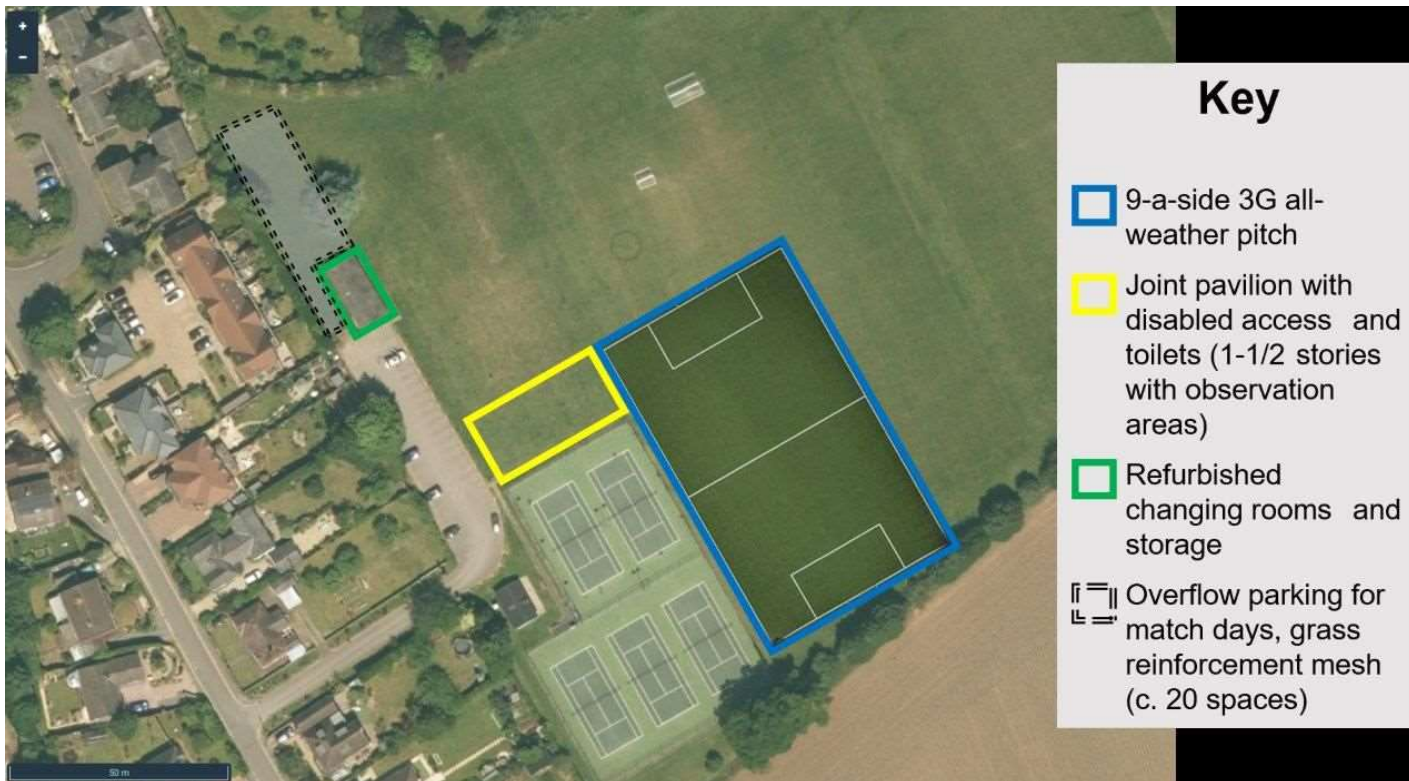 +
-
Key
9-a-side 3G all-
weather pitch
Joint pavilion with
disabled access and
toilets (1-1/2 stories
with observation
areas)
Refurbished
changing rooms and
storage
Overflow parking for
match days, grass
reinforcement mesh
(c. 20 spaces)
50 m